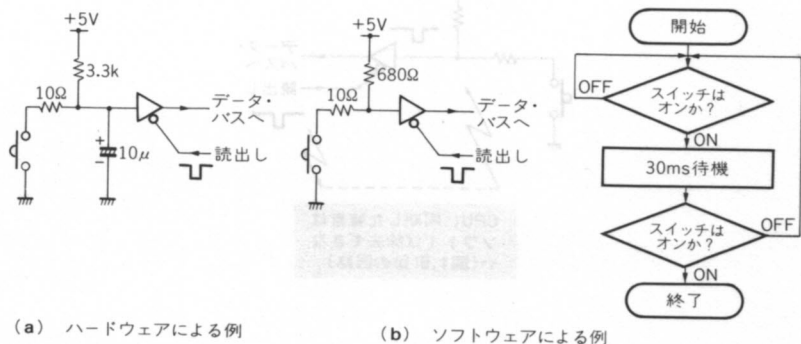 +5V
3.3k
10Ω
10μ
データ・
バスへ
読出し
(a) ハードウェアによる例
+5V
680Ω
10Ω
データ・
バスへ
読出し
(b) ソフトウェアによる例
開始
OFF
スイッチは
オンか?
ON
30ms待機
スイッチは
オンか?
OFF
ON
終了